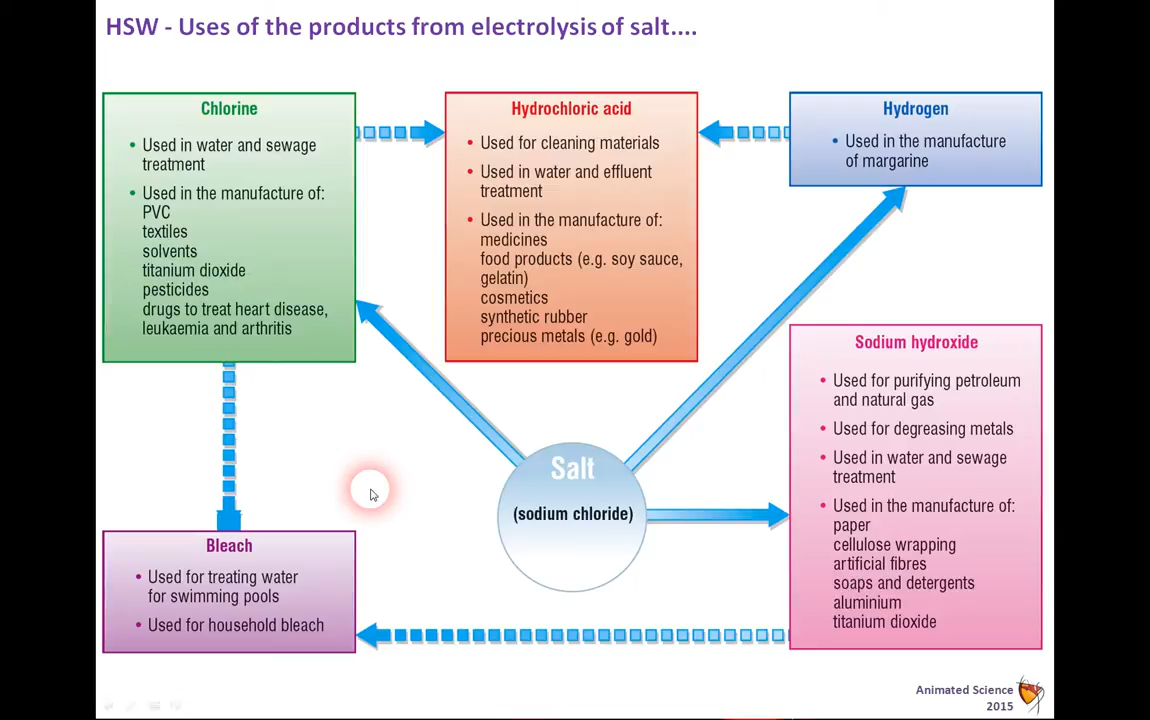 HSW - Uses of the products from electrolysis of salt....
Chlorine
• Used in water and sewage
treatment
• Used in the manufacture of:
PVC
textiles
solvents
titanium dioxide
pesticides
drugs to treat heart disease,
leukaemia and arthritis
Hydrochloric acid
• Used for cleaning materials
• Used in water and effluent
treatment
• Used in the manufacture of:
medicines
food products (e.g. soy sauce,
gelatin)
cosmetics
synthetic rubber
precious metals (e.g. gold)
Hydrogen
• Used in the manufacture
of margarine
Salt
(sodium chloride)
Sodium hydroxide
• Used for purifying petroleum
and natural gas
• Used for degreasing metals
• Used in water and sewage
treatment
• Used in the manufacture of:
paper
cellulose wrapping
artificial fibres
soaps and detergents
aluminium
titanium dioxide
Bleach
• Used for treating water
for swimming pools
• Used for household bleach
Animated Science
2015